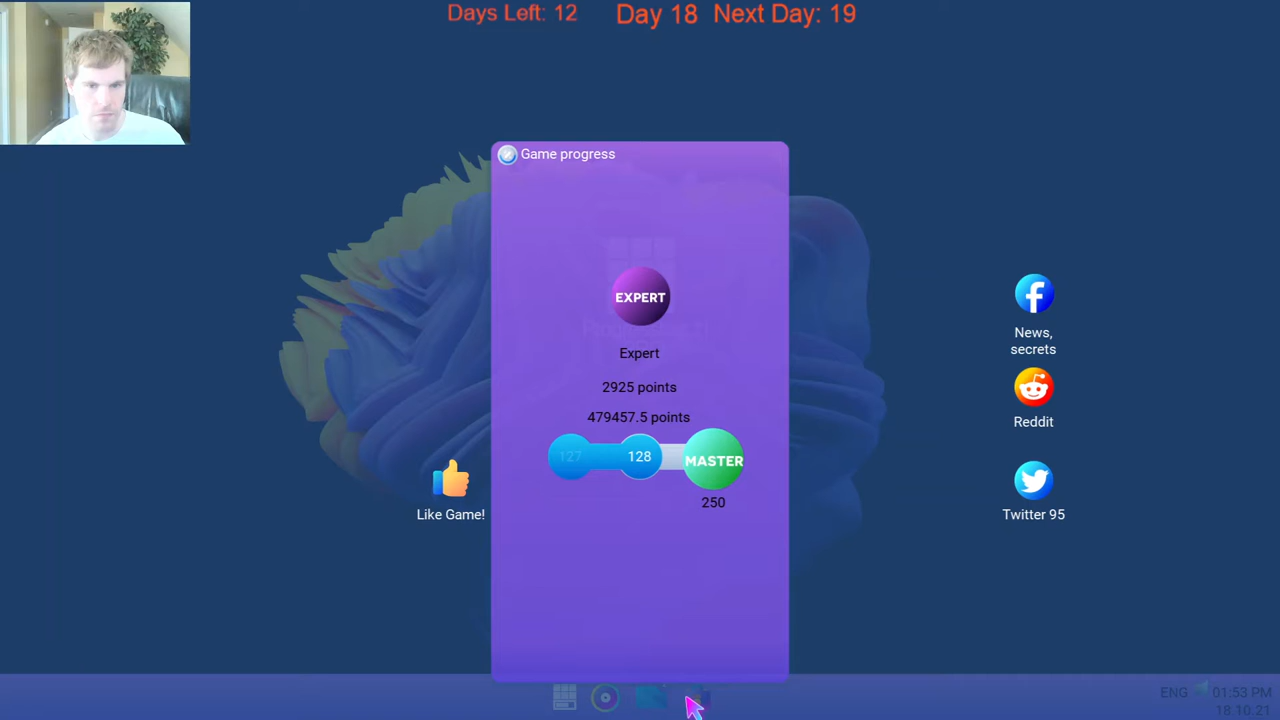 Days Left: 12 Day 18 Next Day: 19
Game progress
EXPERT
Expert
2925 points
479457.5 points
127 128 MASTER
250
Like Game!
News,
secrets
Reddit
Twitter 95
ENG 01:53 PM
18.10.21